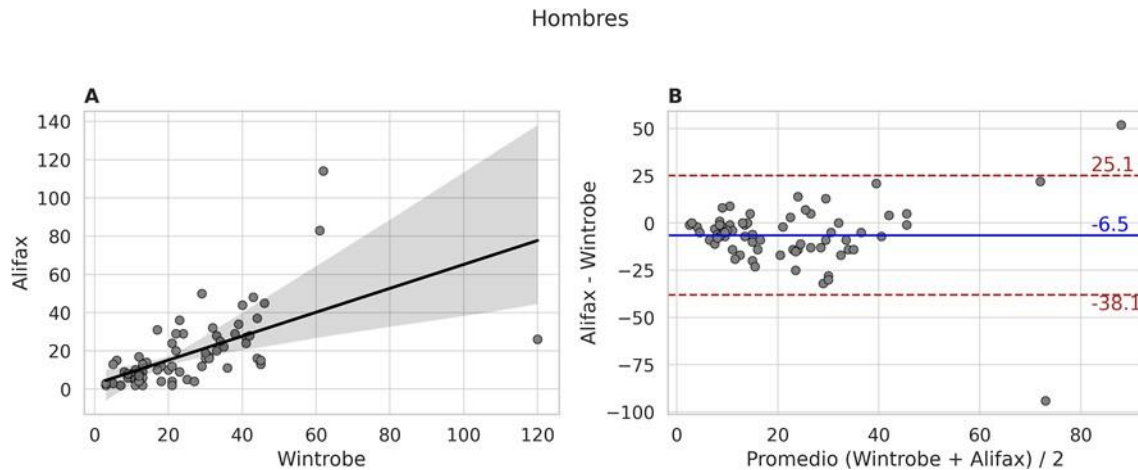 Hombres
A
B
Alifax
140
120
100
80
60
40
20
0
0 20 40 60 80 100 120
Wintrobe
Alifax - Wintrobe
50
25
0
−25
−50
−75
−100
25.1
-6.5
-38.1
0 20 40 60 80
Promedio (Wintrobe + Alifax) / 2